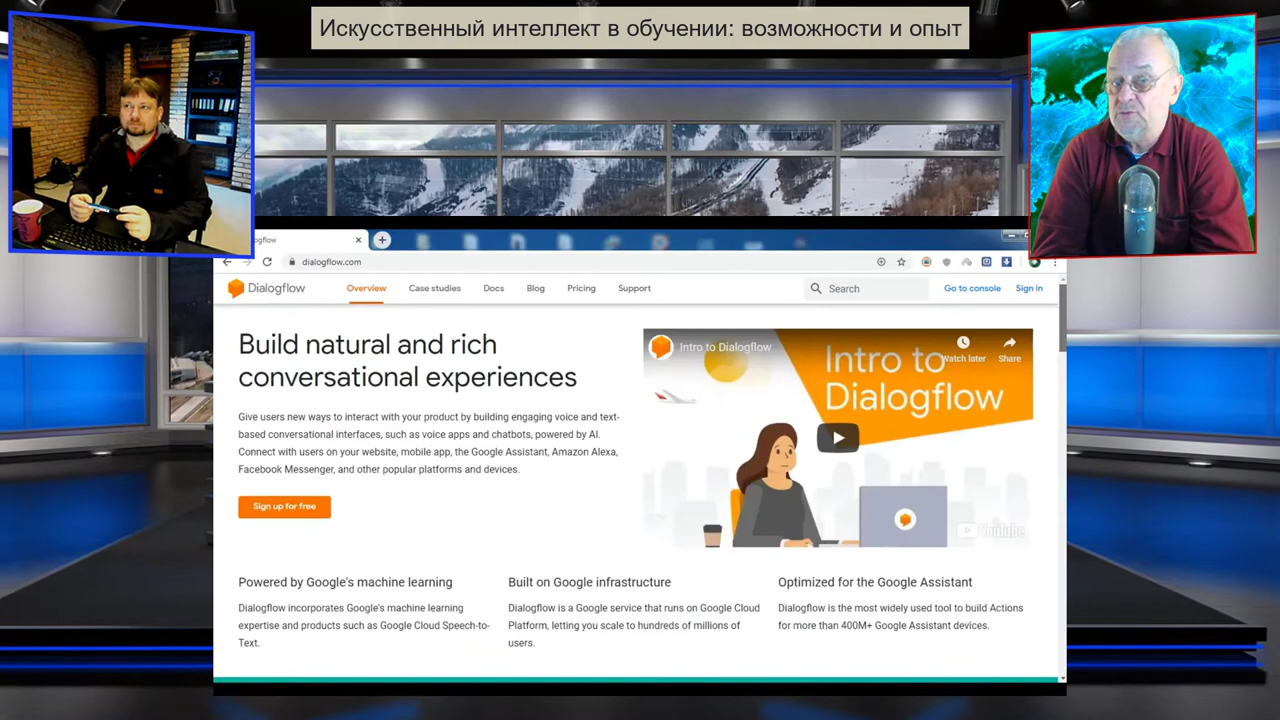 Искусственный интеллект в обучении: возможности и опыт
dialogflow.com
Dialogflow
Overview
Case studies
Docs
Blog
Pricing
Support
Search
Go to console
Sign in
Build natural and rich
conversational experiences
Give users new ways to interact with your product by building engaging voice and text-
based conversational interfaces, such as voice apps and chatbots, powered by AI.
Connect with users on your website, mobile app, the Google Assistant, Amazon Alexa,
Facebook Messenger, and other popular platforms and devices.
Sign up for free
Intro to Dialogflow
Watch later
Share
Intro to
Dialogflow
YouTube
Powered by Google's machine learning
Dialogflow incorporates Google's machine learning
expertise and products such as Google Cloud Speech-to-
Text.
Built on Google infrastructure
Dialogflow is a Google service that runs on Google Cloud
Platform, letting you scale to hundreds of millions of
users.
Optimized for the Google Assistant
Dialogflow is the most widely used tool to build Actions
for more than 400M+ Google Assistant devices.